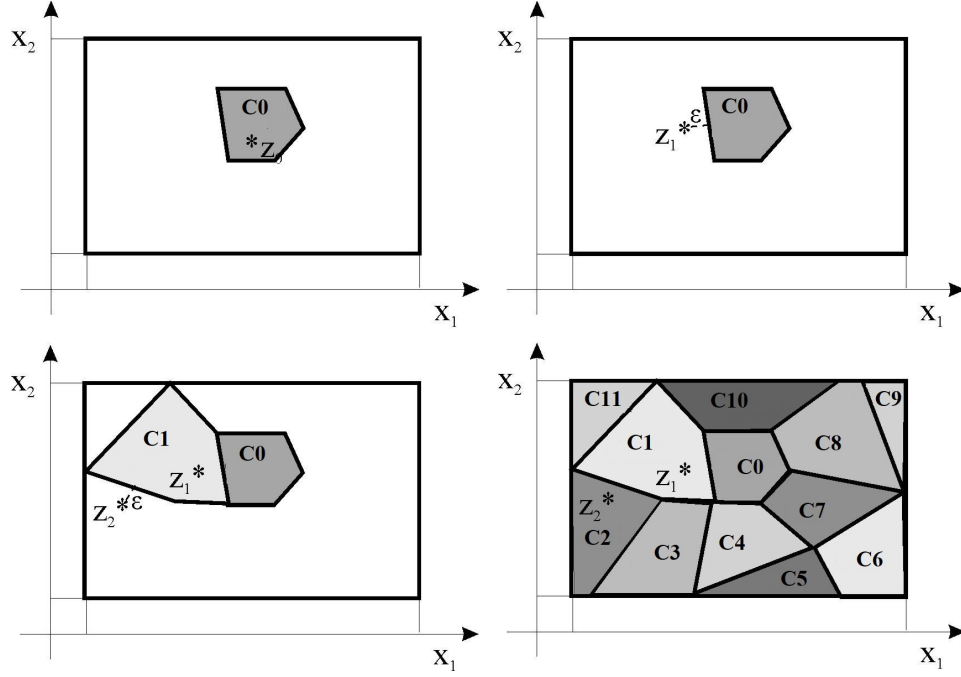 X₂
C0
*Z₀
X₁
X₂
C0
ε
Z₁*
X₁
X₂
C1
C0
Z₁*
Z₂* ε
X₁
X₂
C11
C10
C9
C1
C8
C0
Z₁*
Z₂*
C7
C2
C3
C4
C5
C6
X₁